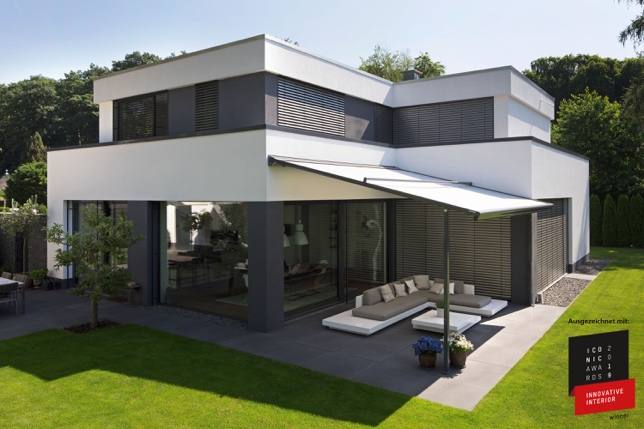 Ausgezeichnet mit:
ICO 2
NIC 0
AWA 1
RDS 9
INNOVATIVE
INTERIOR
winner